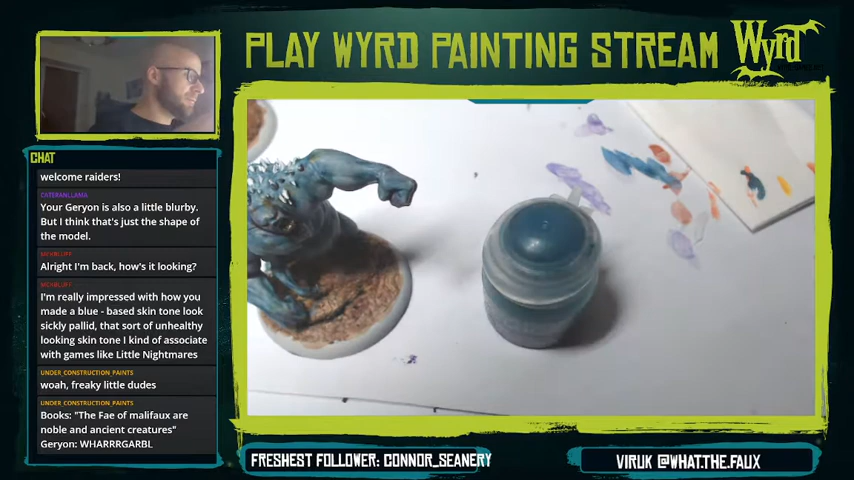 PLAY WYRD PAINTING STREAM
Wyrd
CHAT
welcome raiders!
CATERANLLAMA
Your Geryon is also a little blurby.
But I think that's just the shape of
the model.
Alright I'm back, how's it looking?
I'm really impressed with how you
made a blue - based skin tone look
sickly pallid, that sort of unhealthy
looking skin tone I kind of associate
with games like Little Nightmares
UNDER_CONSTRUCTION_PAINTS
woah, freaky little dudes
UNDER_CONSTRUCTION_PAINTS
Books: "The Fae of malifaux are
noble and ancient creatures"
Geryon: WHARRRGARBL
FRESHEST FOLLOWER: CONNOR_SEANERY
VIRUK @WHAT.THE.FAUX